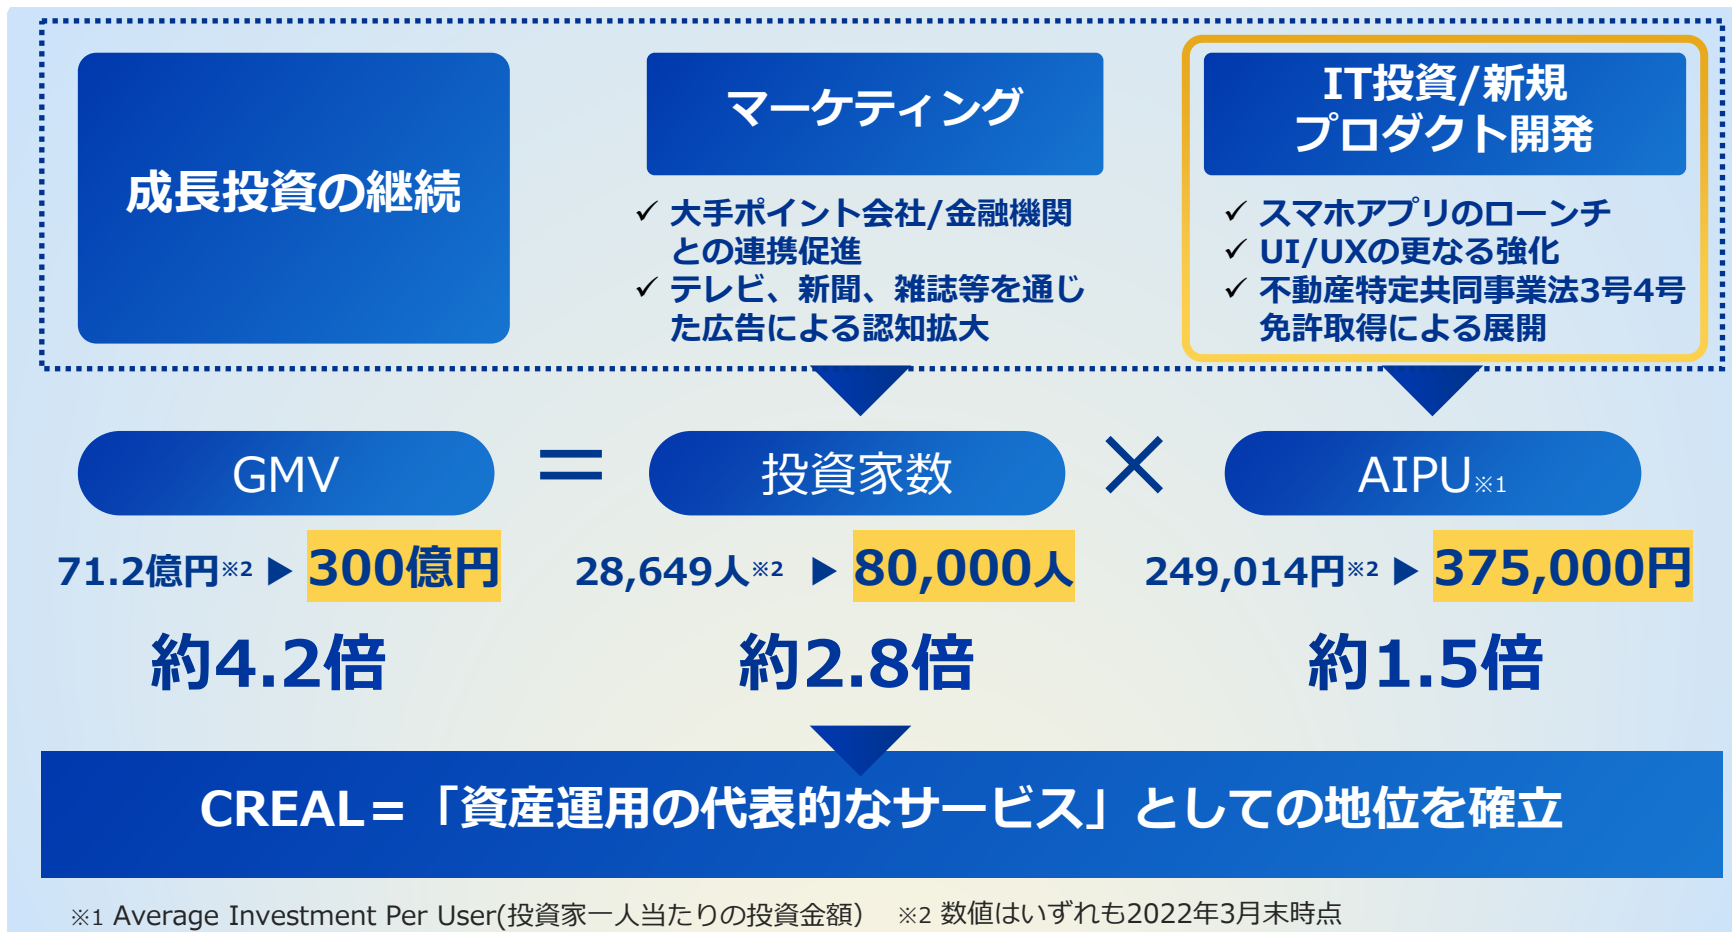 成長投資の継続
マーケティング
✓ 大手ポイント会社/金融機関
との連携促進
✓ テレビ、新聞、雑誌等を通じ
た広告による認知拡大
IT投資/新規
プロダクト開発
✓ スマホアプリのローンチ
✓ UI/UXの更なる強化
✓ 不動産特定共同事業法3号4号
免許取得による展開
GMV = 投資家数 × AIPU※1
71.2億円※2 ▶ 300億円
28,649人※2 ▶ 80,000人
249,014円※2 ▶ 375,000円
約4.2倍
約2.8倍
約1.5倍
CREAL=「資産運用の代表的なサービス」としての地位を確立
※1 Average Investment Per User(投資家一人当たりの投資金額） ※2 数値はいずれも2022年3月末時点